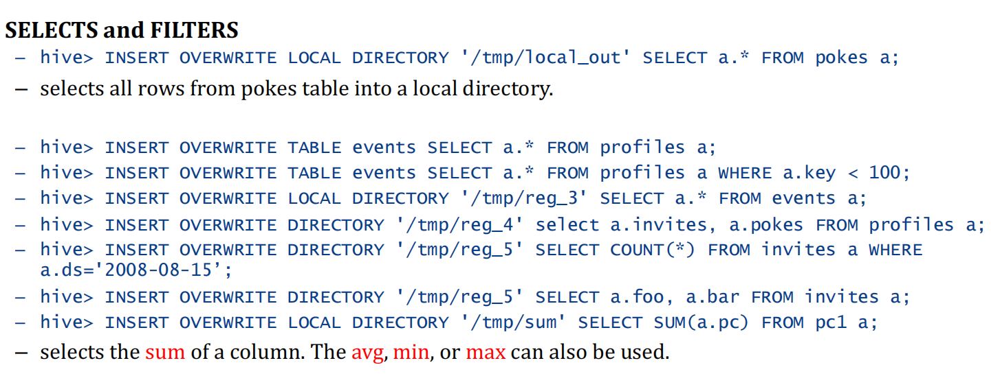 SELECTS and FILTERS
– hive> INSERT OVERWRITE LOCAL DIRECTORY '/tmp/local_out' SELECT a.* FROM pokes a;
– selects all rows from pokes table into a local directory.
– hive> INSERT OVERWRITE TABLE events SELECT a.* FROM profiles a;
– hive> INSERT OVERWRITE TABLE events SELECT a.* FROM profiles a WHERE a.key < 100;
– hive> INSERT OVERWRITE LOCAL DIRECTORY '/tmp/reg_3' SELECT a.* FROM events a;
– hive> INSERT OVERWRITE DIRECTORY '/tmp/reg_4' select a.invites, a.pokes FROM profiles a;
– hive> INSERT OVERWRITE DIRECTORY '/tmp/reg_5' SELECT COUNT(*) FROM invites a WHERE
a.ds='2008-08-15’;
– hive> INSERT OVERWRITE DIRECTORY '/tmp/reg_5' SELECT a.foo, a.bar FROM invites a;
– hive> INSERT OVERWRITE LOCAL DIRECTORY '/tmp/sum' SELECT SUM(a.pc) FROM pc1 a;
– selects the sum of a column. The avg, min, or max can also be used.